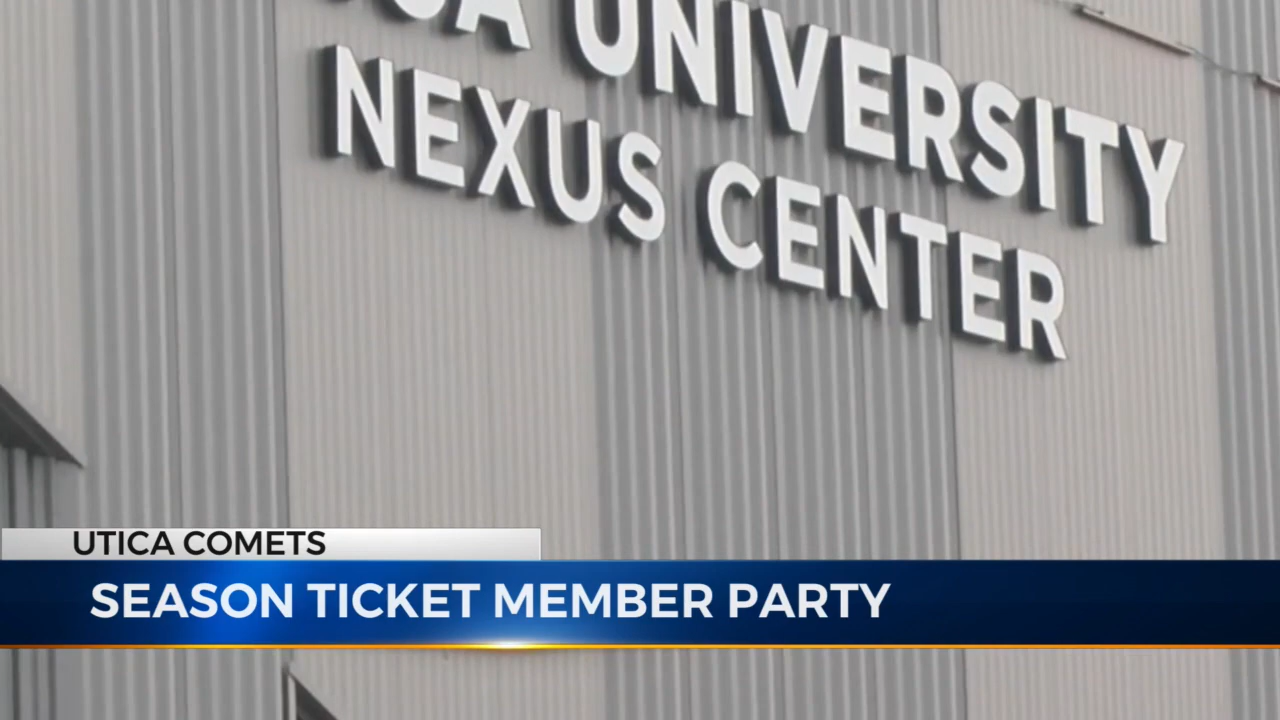 UNIVERSITY
NEXUS CENTER
UTICA COMETS
SEASON TICKET MEMBER PARTY